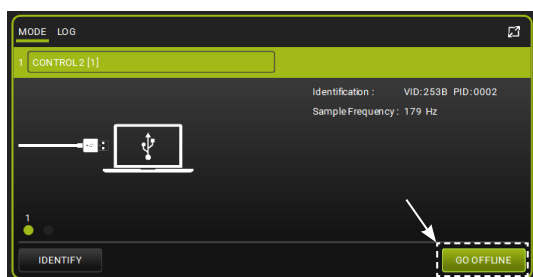 MODE LOG
1 CONTROL 2 [1]
Identification : VID:253B PID:0002
Sample Frequency : 179 Hz
1
IDENTIFY GO OFFLINE